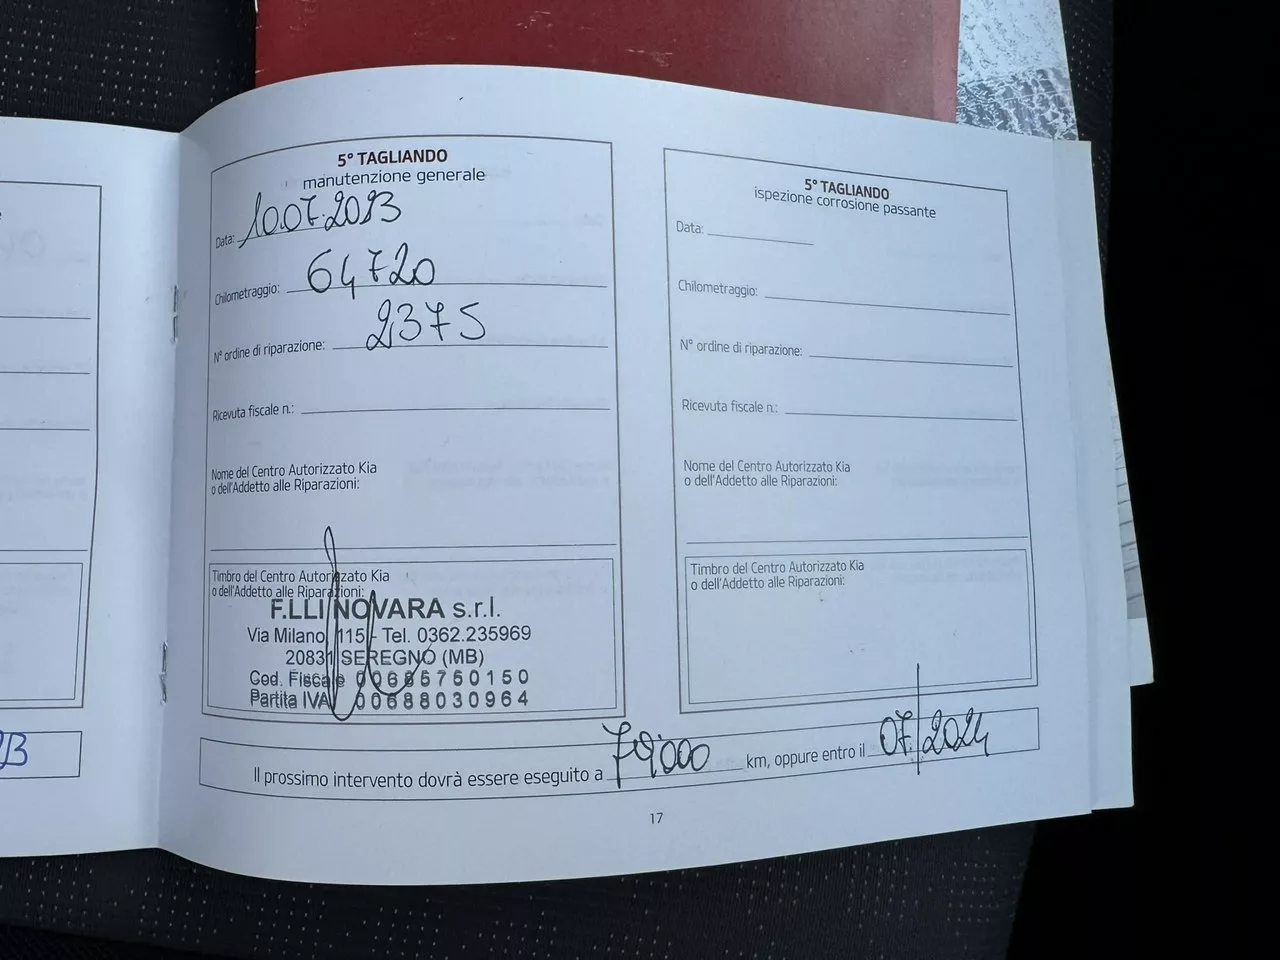 5° TAGLIANDO
manutenzione generale
Data: 10.07.2023
Chilometraggio: 64720
N° ordine di riparazione: 2375
Ricevuta fiscale n.:
Nome del Centro Autorizzato Kia
o dell'Addetto alle Riparazioni:
Timbro del Centro Autorizzato Kia
o dell'Addetto alle Riparazioni:
F.LLI NOVARA s.r.l.
Via Milano, 115 - Tel. 0362.235969
20831 SEREGNO (MB)
Cod. Fiscale 00685750150
Partita IVA 00688030964
5° TAGLIANDO
ispezione corrosione passante
Data:
Chilometraggio:
N° ordine di riparazione:
Ricevuta fiscale n.:
Nome del Centro Autorizzato Kia
o dell'Addetto alle Riparazioni:
Timbro del Centro Autorizzato Kia
o dell'Addetto alle Riparazioni:
Il prossimo intervento dovrà essere eseguito a 79.000 km, oppure entro il 07/2024
17